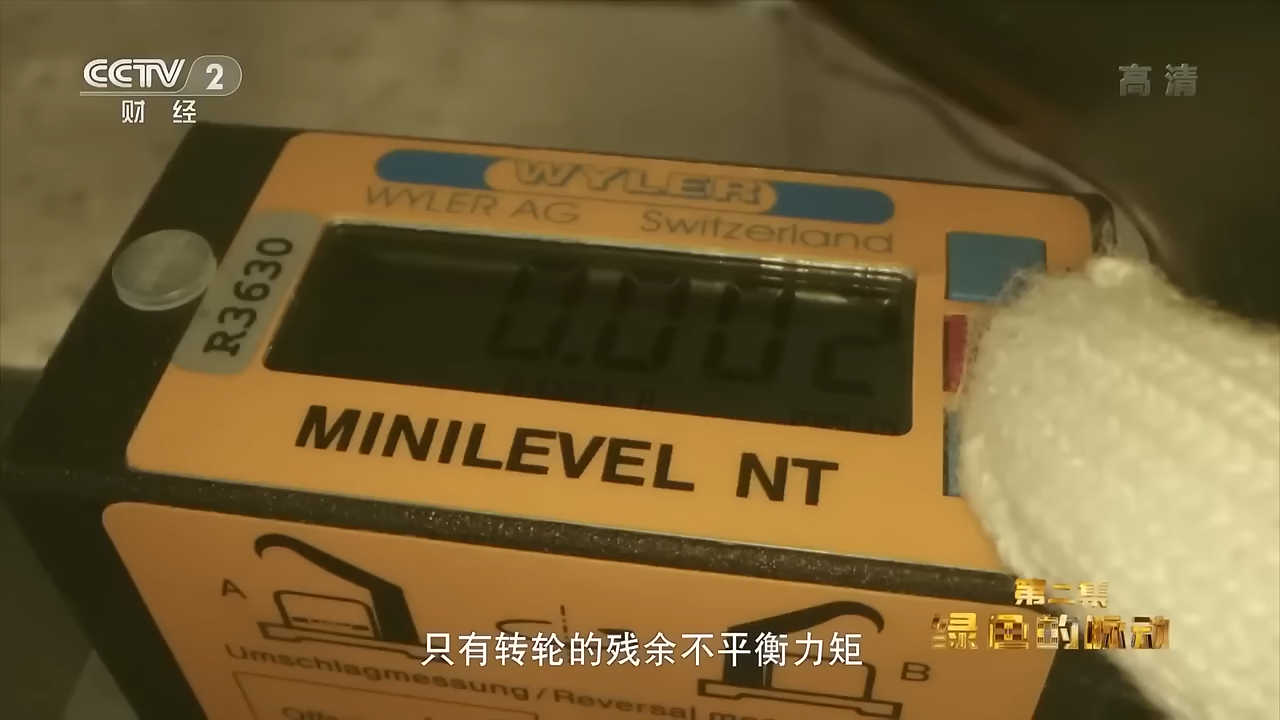 CCTV 2
财 经
高 清
WYLER
WYLER AG Switzerland
R3630
0.002
MINILEVEL NT
A
B
Umschlagmessung / Reversal
第二集
绿色的脉动
只有转轮的残余不平衡力矩